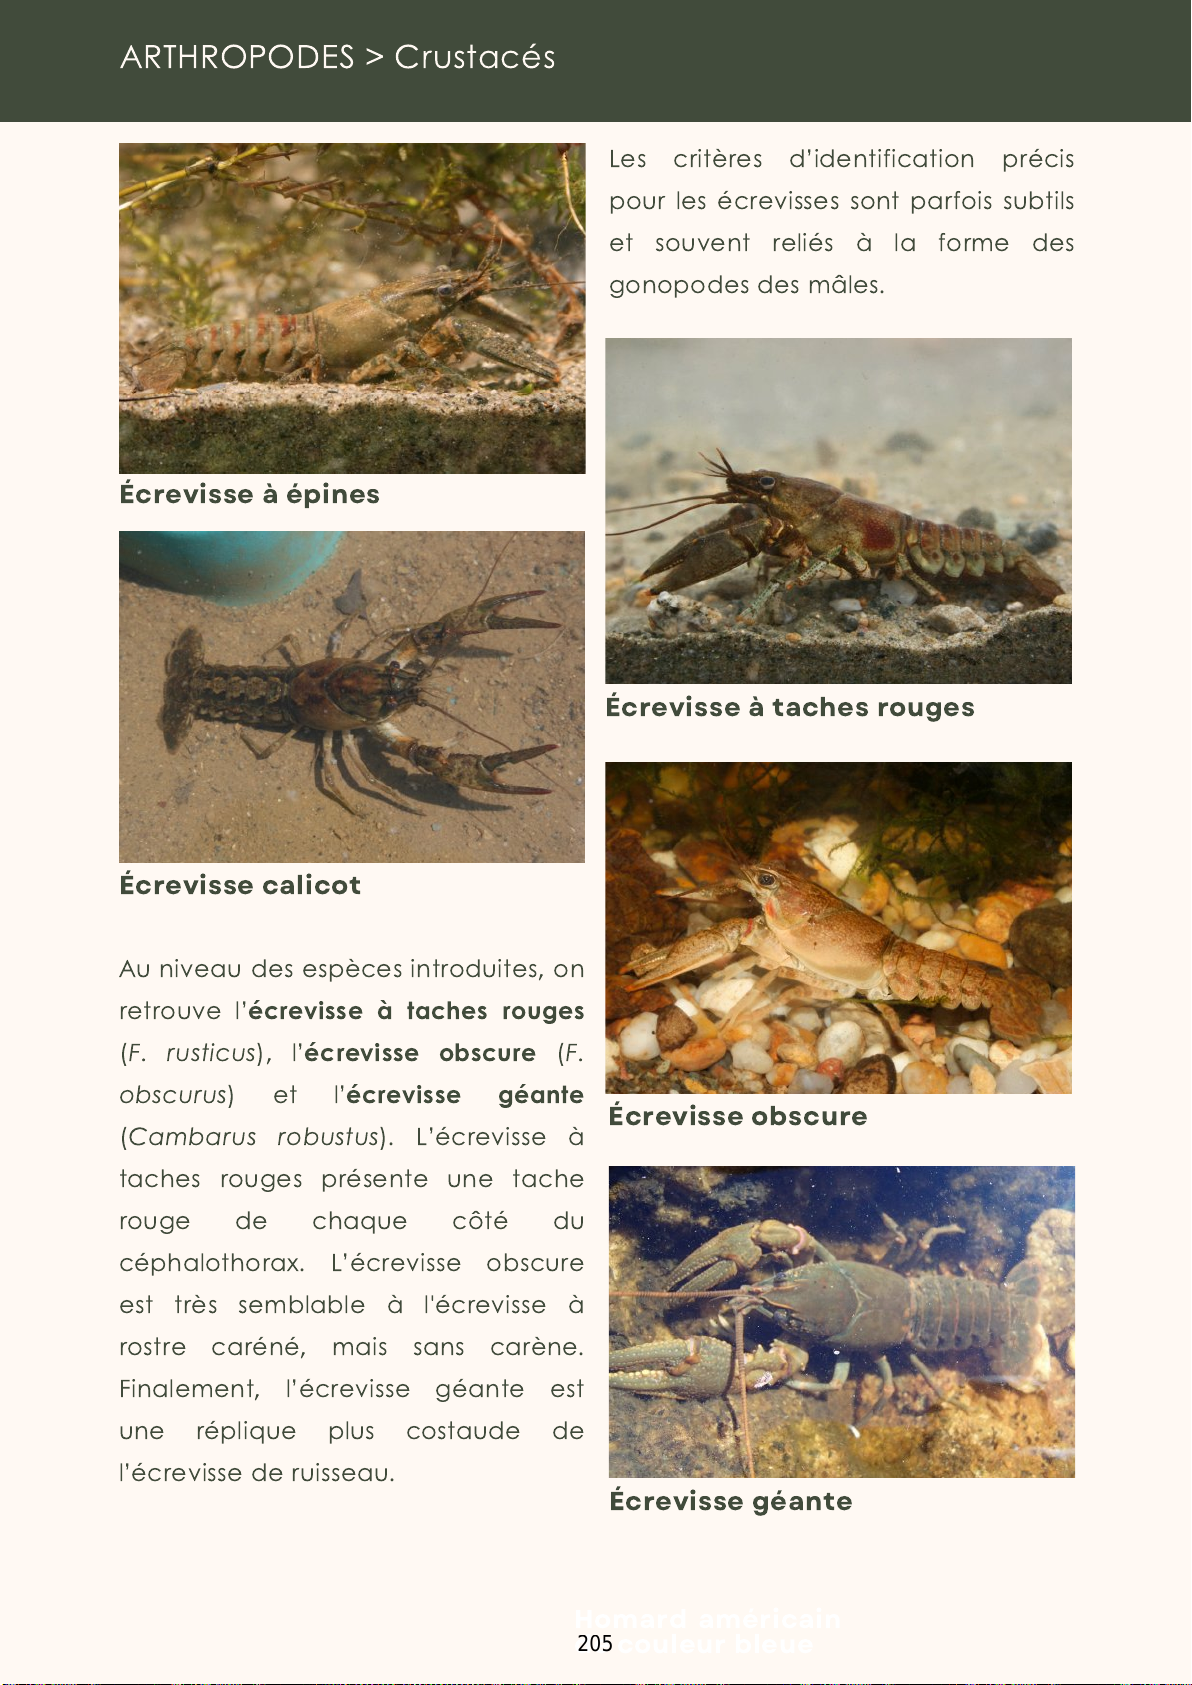 ARTHROPODES > Crustacés
Écrevisse à épines
Écrevisse calicot
Au niveau des espèces introduites, on
retrouve l’écrevisse à taches rouges
(F. rusticus), l’écrevisse obscure (F.
obscurus) et l’écrevisse géante
(Cambarus robustus). L’écrevisse à
taches rouges présente une tache
rouge de chaque côté du
céphalothorax. L’écrevisse obscure
est très semblable à l'écrevisse à
rostre caréné, mais sans carène.
Finalement, l’écrevisse géante est
une réplique plus costaude de
l’écrevisse de ruisseau.
Les critères d’identification précis
pour les écrevisses sont parfois subtils
et souvent reliés à la forme des
gonopodes des mâles.
Écrevisse à taches rouges
Écrevisse obscure
Écrevisse géante
Homard américain
couleur bleue
205